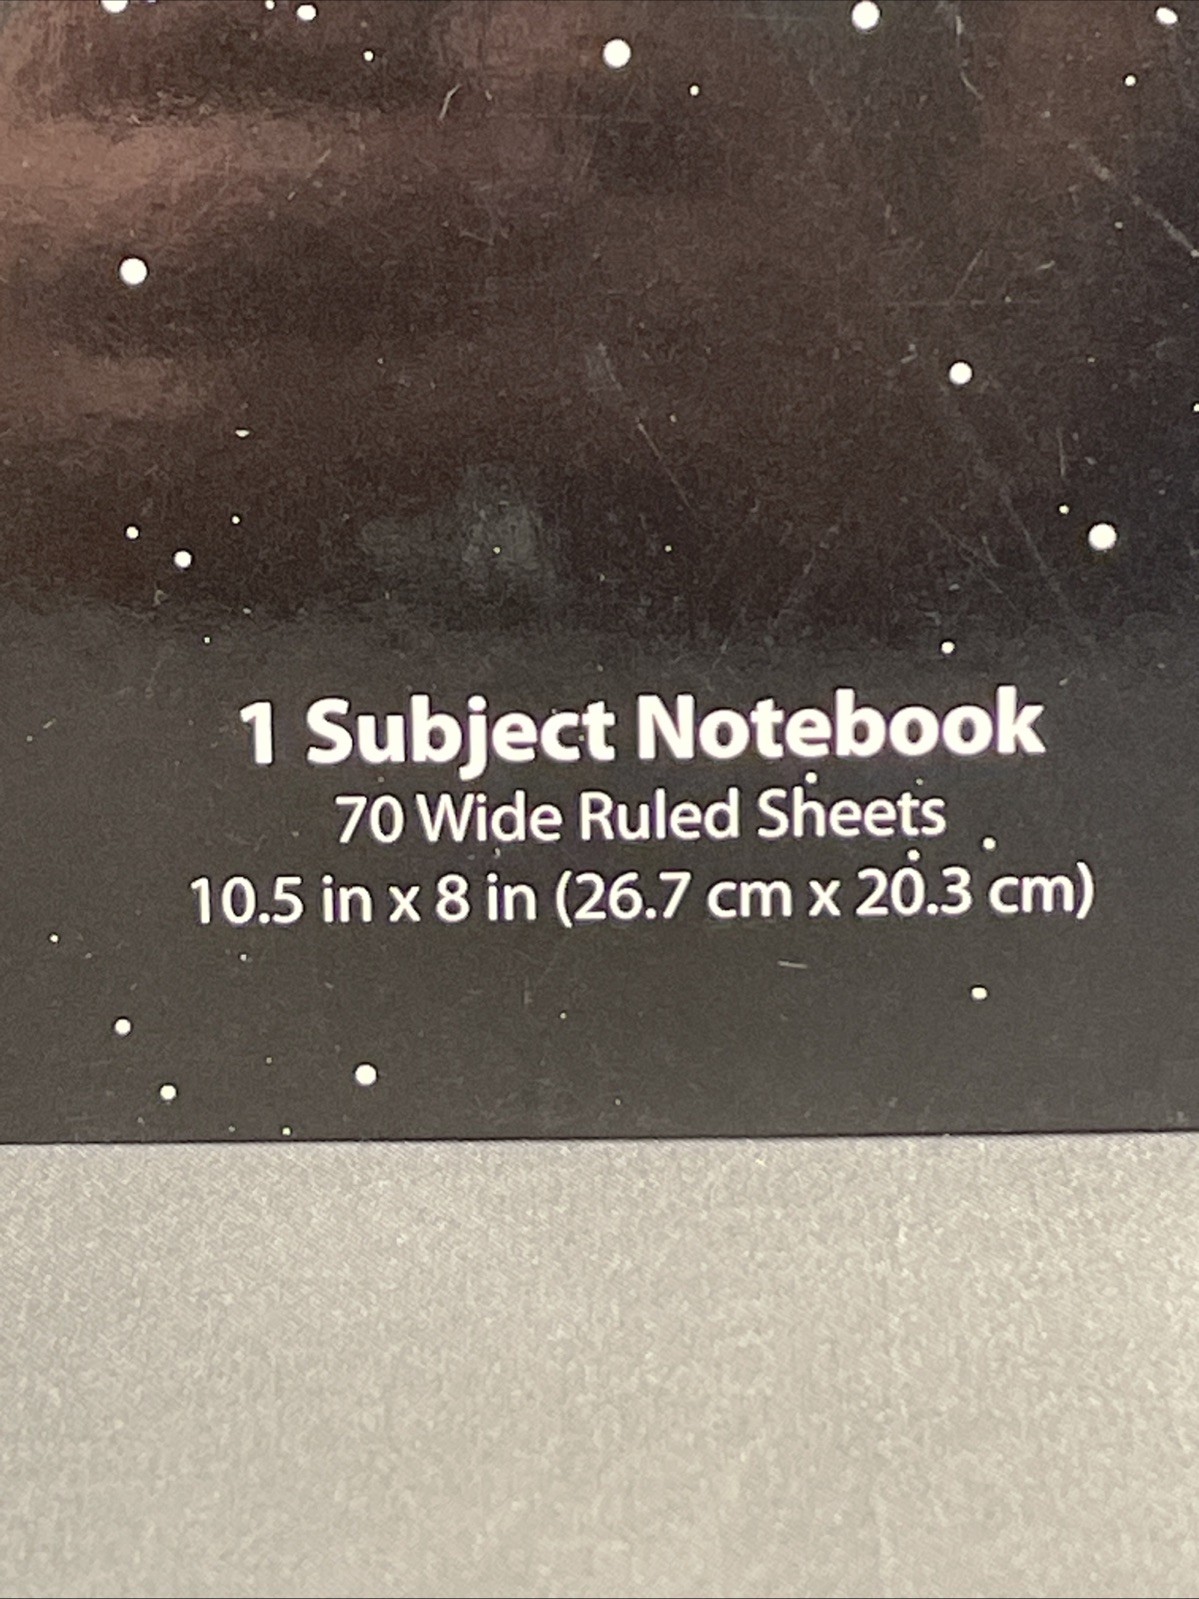 1 Subject Notebook
70 Wide Ruled Sheets
10.5 in x 8 in (26.7 cm x 20.3 cm)